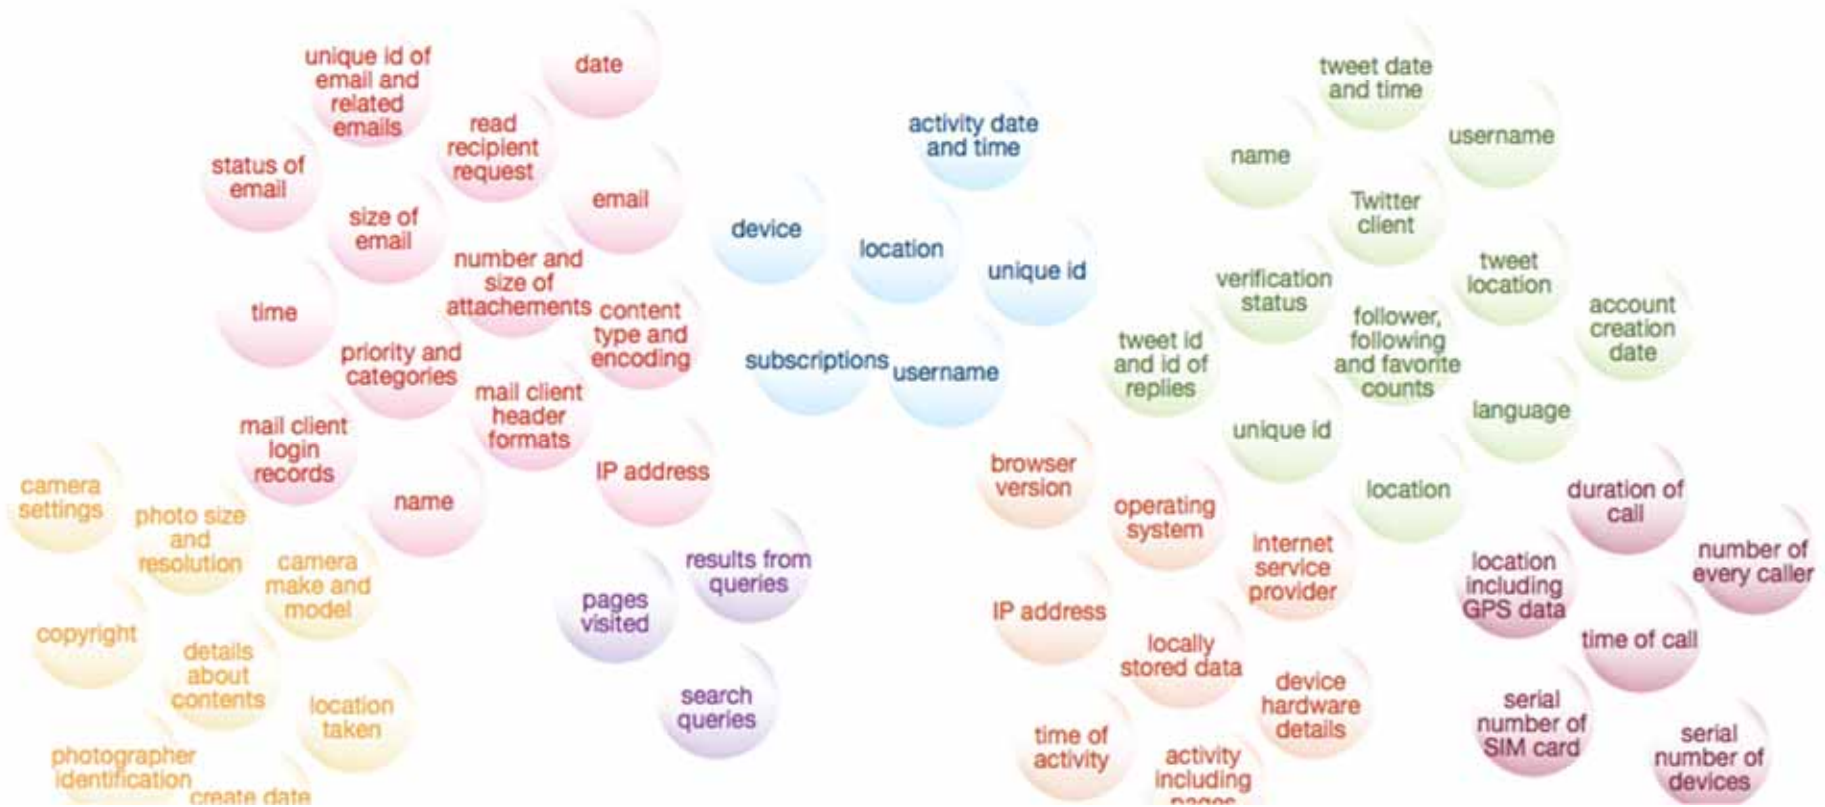 unique id of
email and
related
emails
date
read
recipient
request
status of
email
email
size of
email
number and
size of
attachements
time
content
type and
encoding
priority and
categories
mail client
header
formats
mail client
login
records
IP address
name
activity date
and time
device
location
unique id
subscriptions
username
tweet date
and time
username
name
Twitter
client
tweet
location
verification
status
account
creation
date
follower,
following
and favorite
counts
tweet id
and id of
replies
language
unique id
location
camera
settings
photo size
and
resolution
camera
make and
model
copyright
details
about
contents
location
taken
photographer
identification
create date
results from
queries
pages
visited
search
queries
browser
version
operating
system
internet
service
provider
IP address
locally
stored data
device
hardware
details
time of
activity
activity
including
pages
duration of
call
number of
every caller
location
including
GPS data
time of call
serial
number of
SIM card
serial
number of
devices